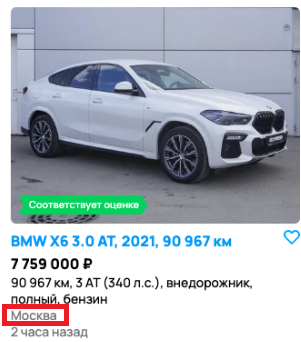 Соответствует оценке
BMW X6 3.0 AT, 2021, 90 967 км
7 759 000 ₽
90 967 км, 3 AT (340 л.с.), внедорожник,
полный, бензин
Москва
2 часа назад